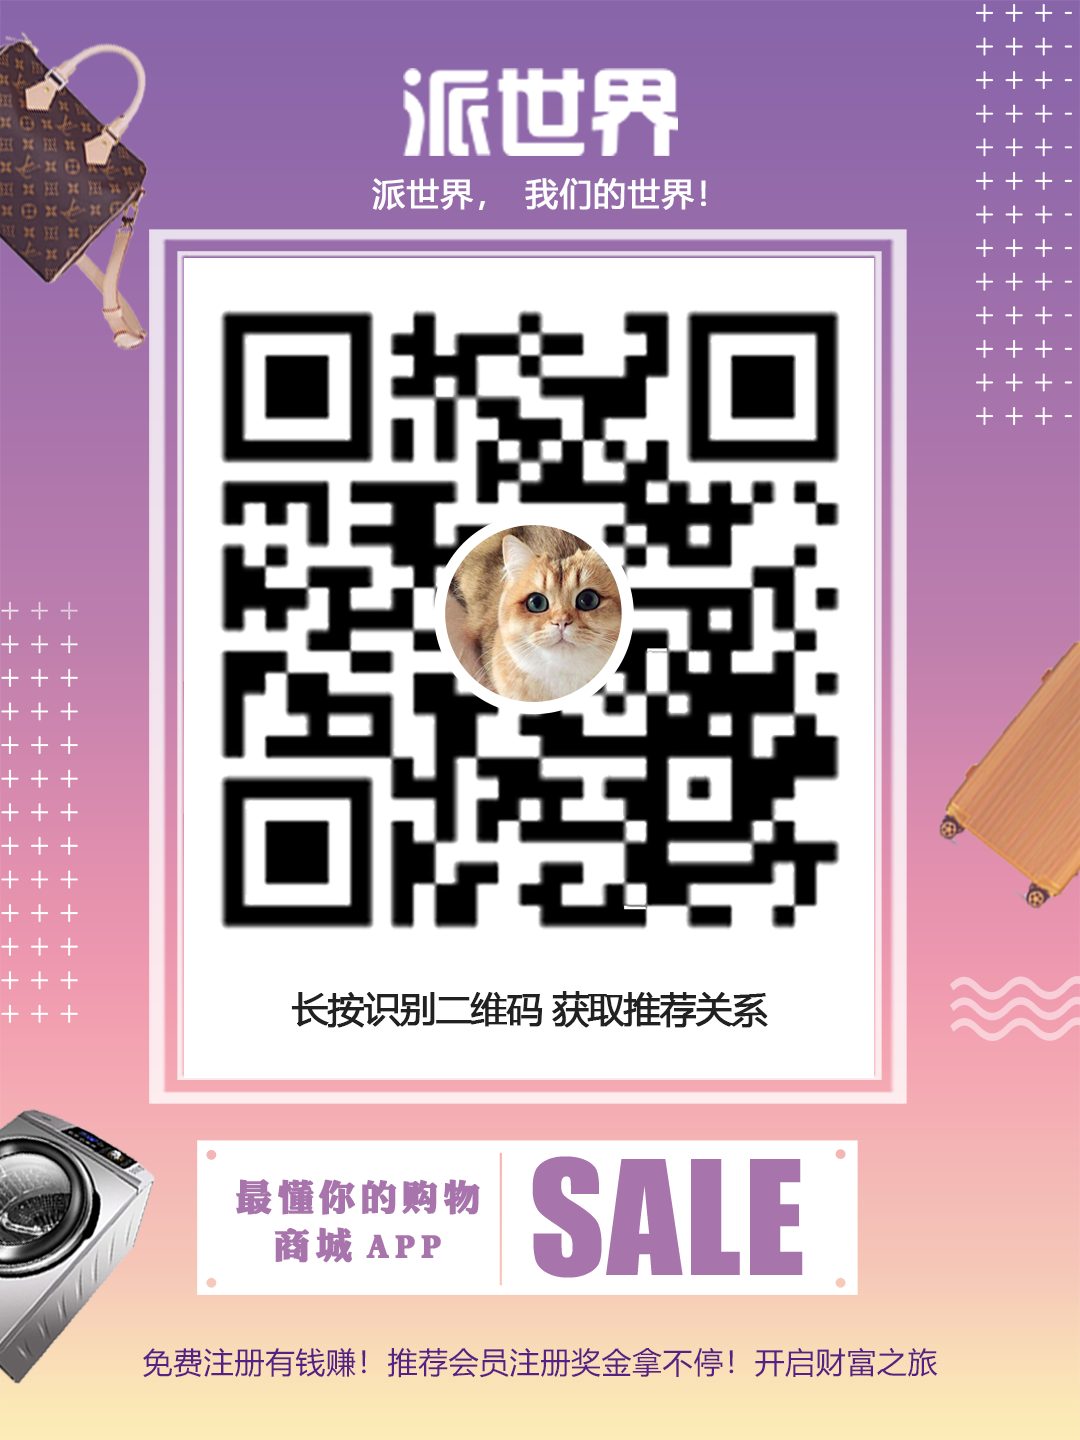 派世界
派世界， 我们的世界！
长按识别二维码 获取推荐关系
最懂你的购物
商城 APP
SALE
免费注册有钱赚！推荐会员注册奖金拿不停！开启财富之旅